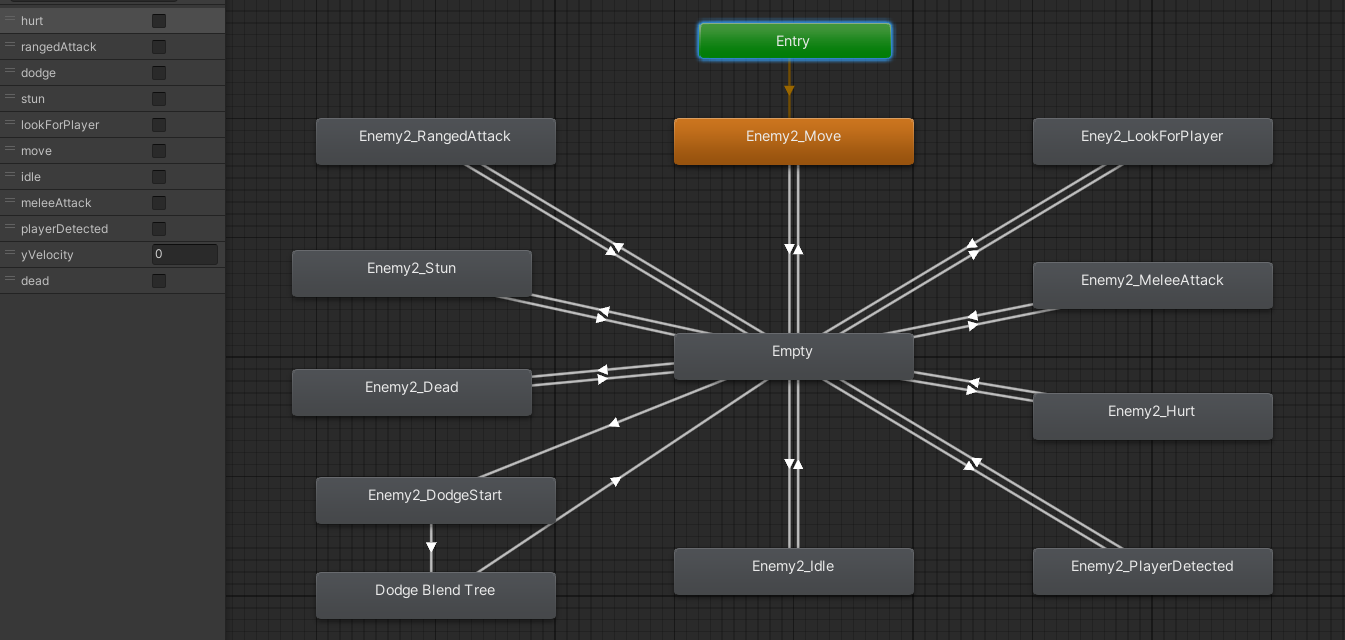 hurt
rangedAttack
dodge
stun
lookForPlayer
move
idle
meleeAttack
playerDetected
yVelocity 0
dead
Entry
Enemy2_RangedAttack
Enemy2_Move
Eney2_LookForPlayer
Enemy2_Stun
Enemy2_MeleeAttack
Empty
Enemy2_Dead
Enemy2_Hurt
Enemy2_DodgeStart
Dodge Blend Tree
Enemy2_Idle
Enemy2_PlayerDetected